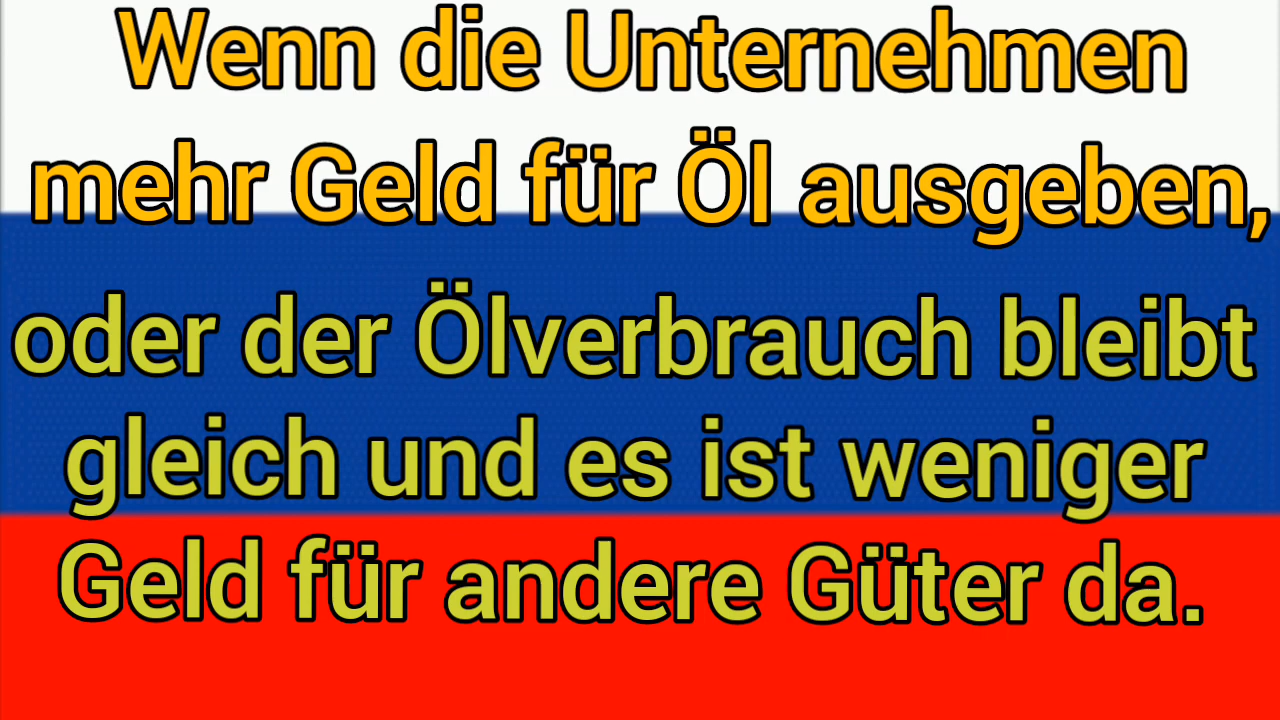 Wenn die Unternehmen
mehr Geld für Öl ausgeben,
oder der Ölverbrauch bleibt
gleich und es ist weniger
Geld für andere Güter da.